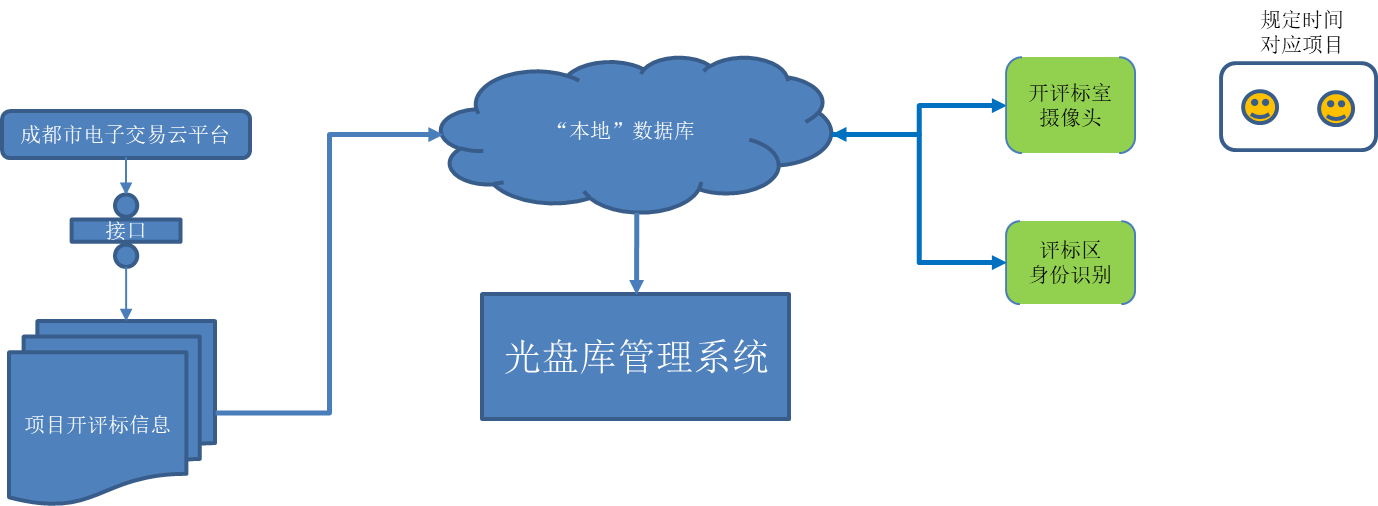 规定时间
对应项目
成都市电子交易云平台
“本地”数据库
开评标室
摄像头
接口
评标区
身份识别
光盘库管理系统
项目开评标信息